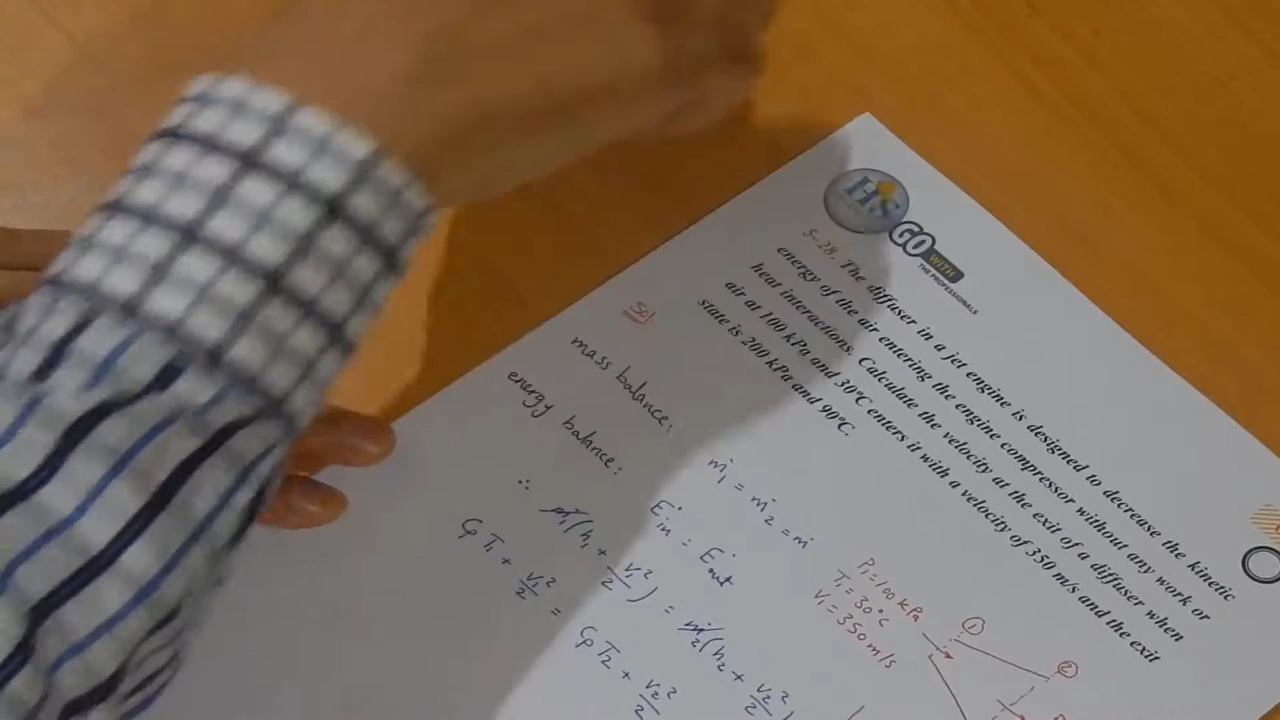 H.S
GO WITH
THE PROFESSIONALS
5-28. The diffuser in a jet engine is designed to decrease the kinetic
energy of the air entering the engine compressor without any work or
heat interactions. Calculate the velocity at the exit of a diffuser when
air at 100 kPa and 30°C enters it with a velocity of 350 m/s and the exit
state is 200 kPa and 90°C.
Sol
mass balance:
ṁ₁ = ṁ₂ = ṁ
energy balance:
Ėin = Ėout
∴ ṁ₁(h₁ + V₁²/2) = ṁ₂(h₂ + V₂²/2)
CpT₁ + V₁²/2 = CpT₂ + V₂²/2
P₁=100 kPa
T₁=30°C
V₁=350m/s
①
②